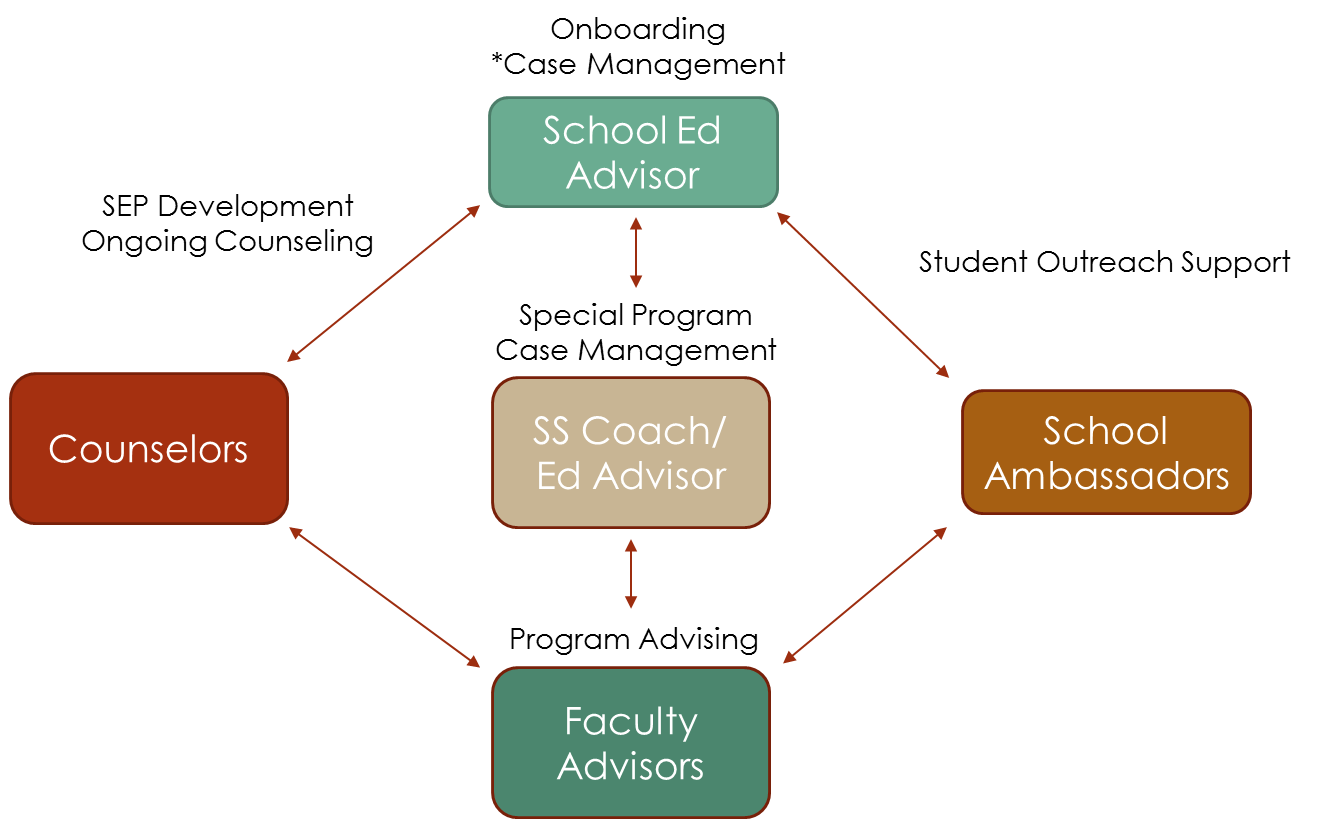 Onboarding
*Case Management
School Ed
Advisor
SEP Development
Ongoing Counseling
Student Outreach Support
Special Program
Case Management
Counselors
SS Coach/
Ed Advisor
School
Ambassadors
Program Advising
Faculty
Advisors